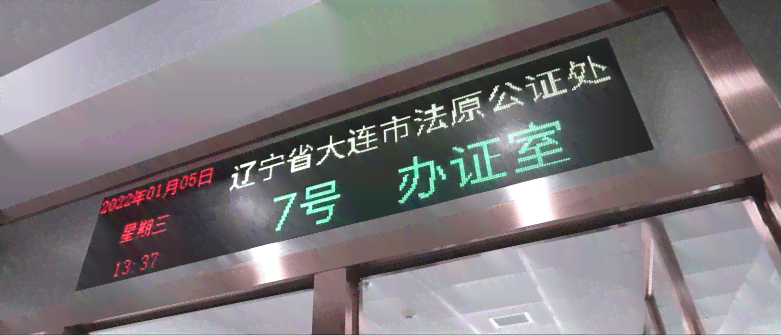 辽宁省大连市法原公证处
7号 办证室
2022年01月05日
星期三
13:37